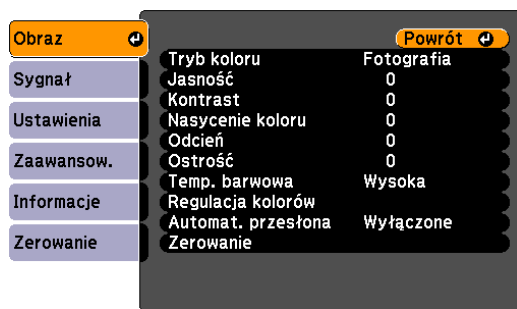 Obraz
Sygnał
Ustawienia
Zaawansow.
Informacje
Zerowanie
Powrót
Tryb koloru Fotografia
Jasność 0
Kontrast 0
Nasycenie koloru 0
Odcień 0
Ostrość 0
Temp. barwowa Wysoka
Regulacja kolorów
Automat. przesłona Wyłączone
Zerowanie